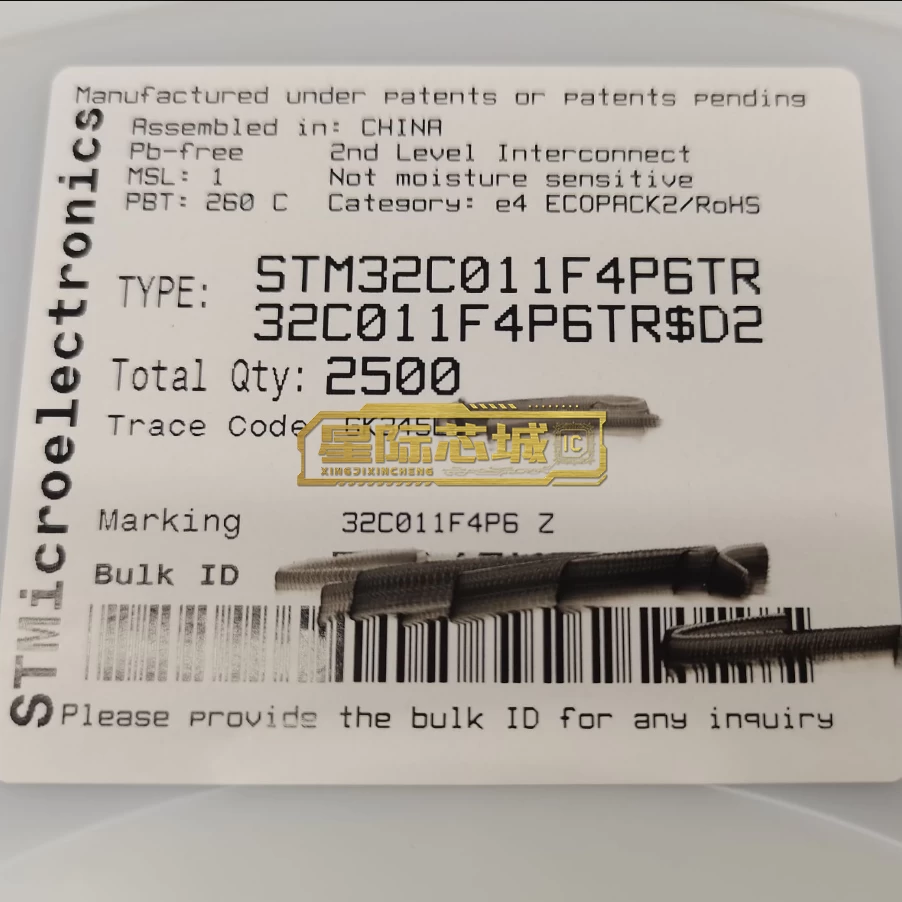 Manufactured under patents or patents pending
Assembled in: CHINA
Pb-free 2nd Level Interconnect
MSL: 1 Not moisture sensitive
PBT: 260 C Category: e4 ECOPACK2/RoHS
TYPE: STM32C011F4P6TR
32C011F4P6TR$D2
Total Qty: 2500
Trace Code
星际芯城 IC
XINGJIXINCHENG
Marking 32C011F4P6 Z
Bulk ID
Please provide the bulk ID for any inquiry
STMicroelectronics